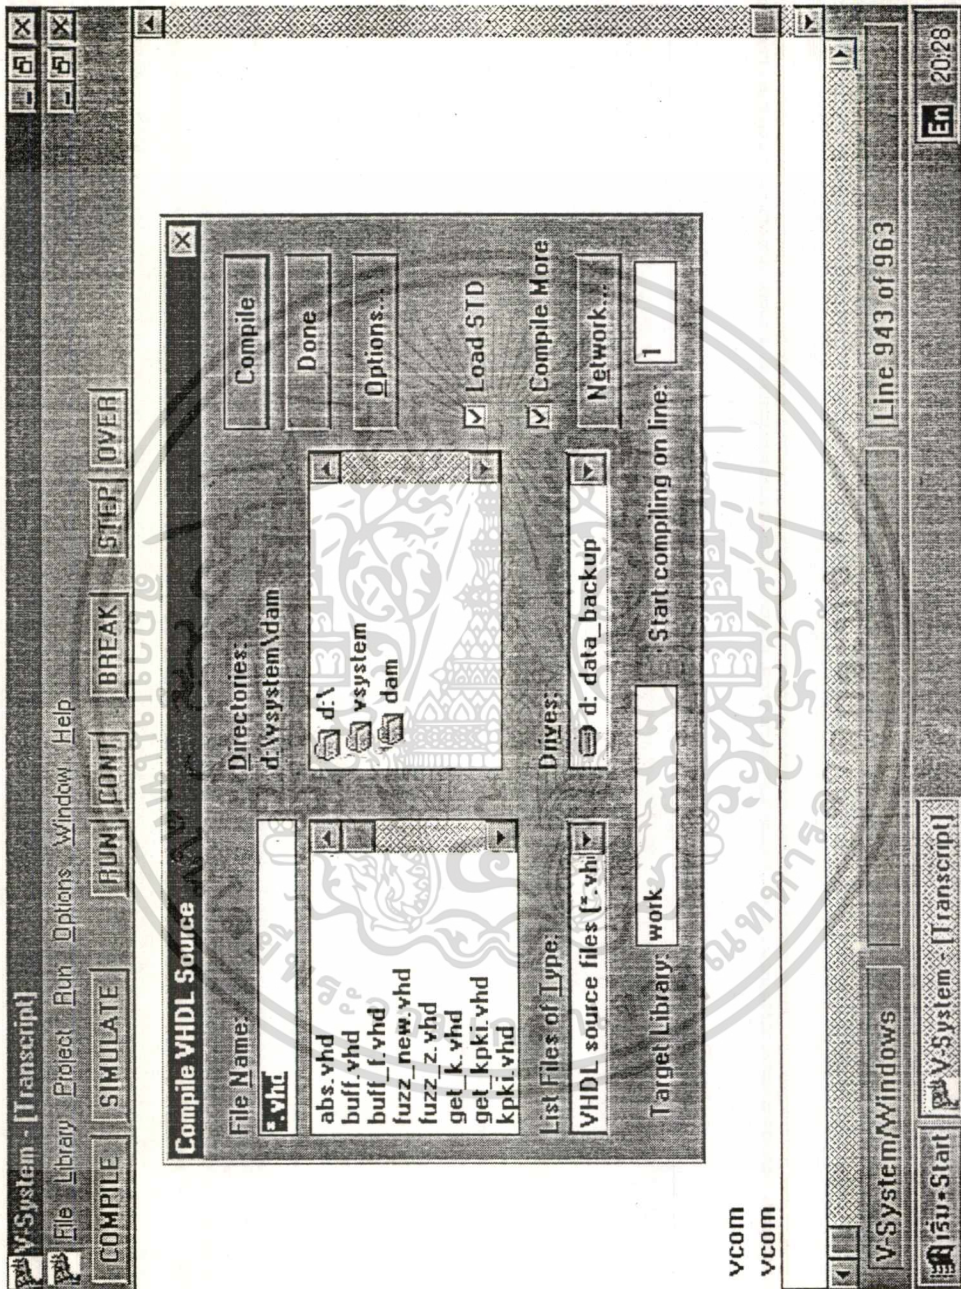 V-System - [Transcript]
File Library Project Run Options Window Help
COMPILE SIMULATE RUN CONT BREAK STEP OVER
Compile VHDL Source
File Name:
*.vhd
abs.vhd
buff.vhd
buff_f.vhd
fuzz_new.vhd
fuzz_z.vhd
get_k.vhd
get_kpki.vhd
kpki.vhd
List Files of Type:
VHDL source files (*.vh
Target Library: work
Directories:
d:\vsystem\dam
d:\
vsystem
dam
Drives:
d: data_backup
Start compiling on line: 1
Compile
Done
Options...
Load STD
Compile More
Network...
vcom
vcom
V-System/Windows
Line 943 of 963
เริ่ม•Start
V-System - [Transcript]
En 20:28